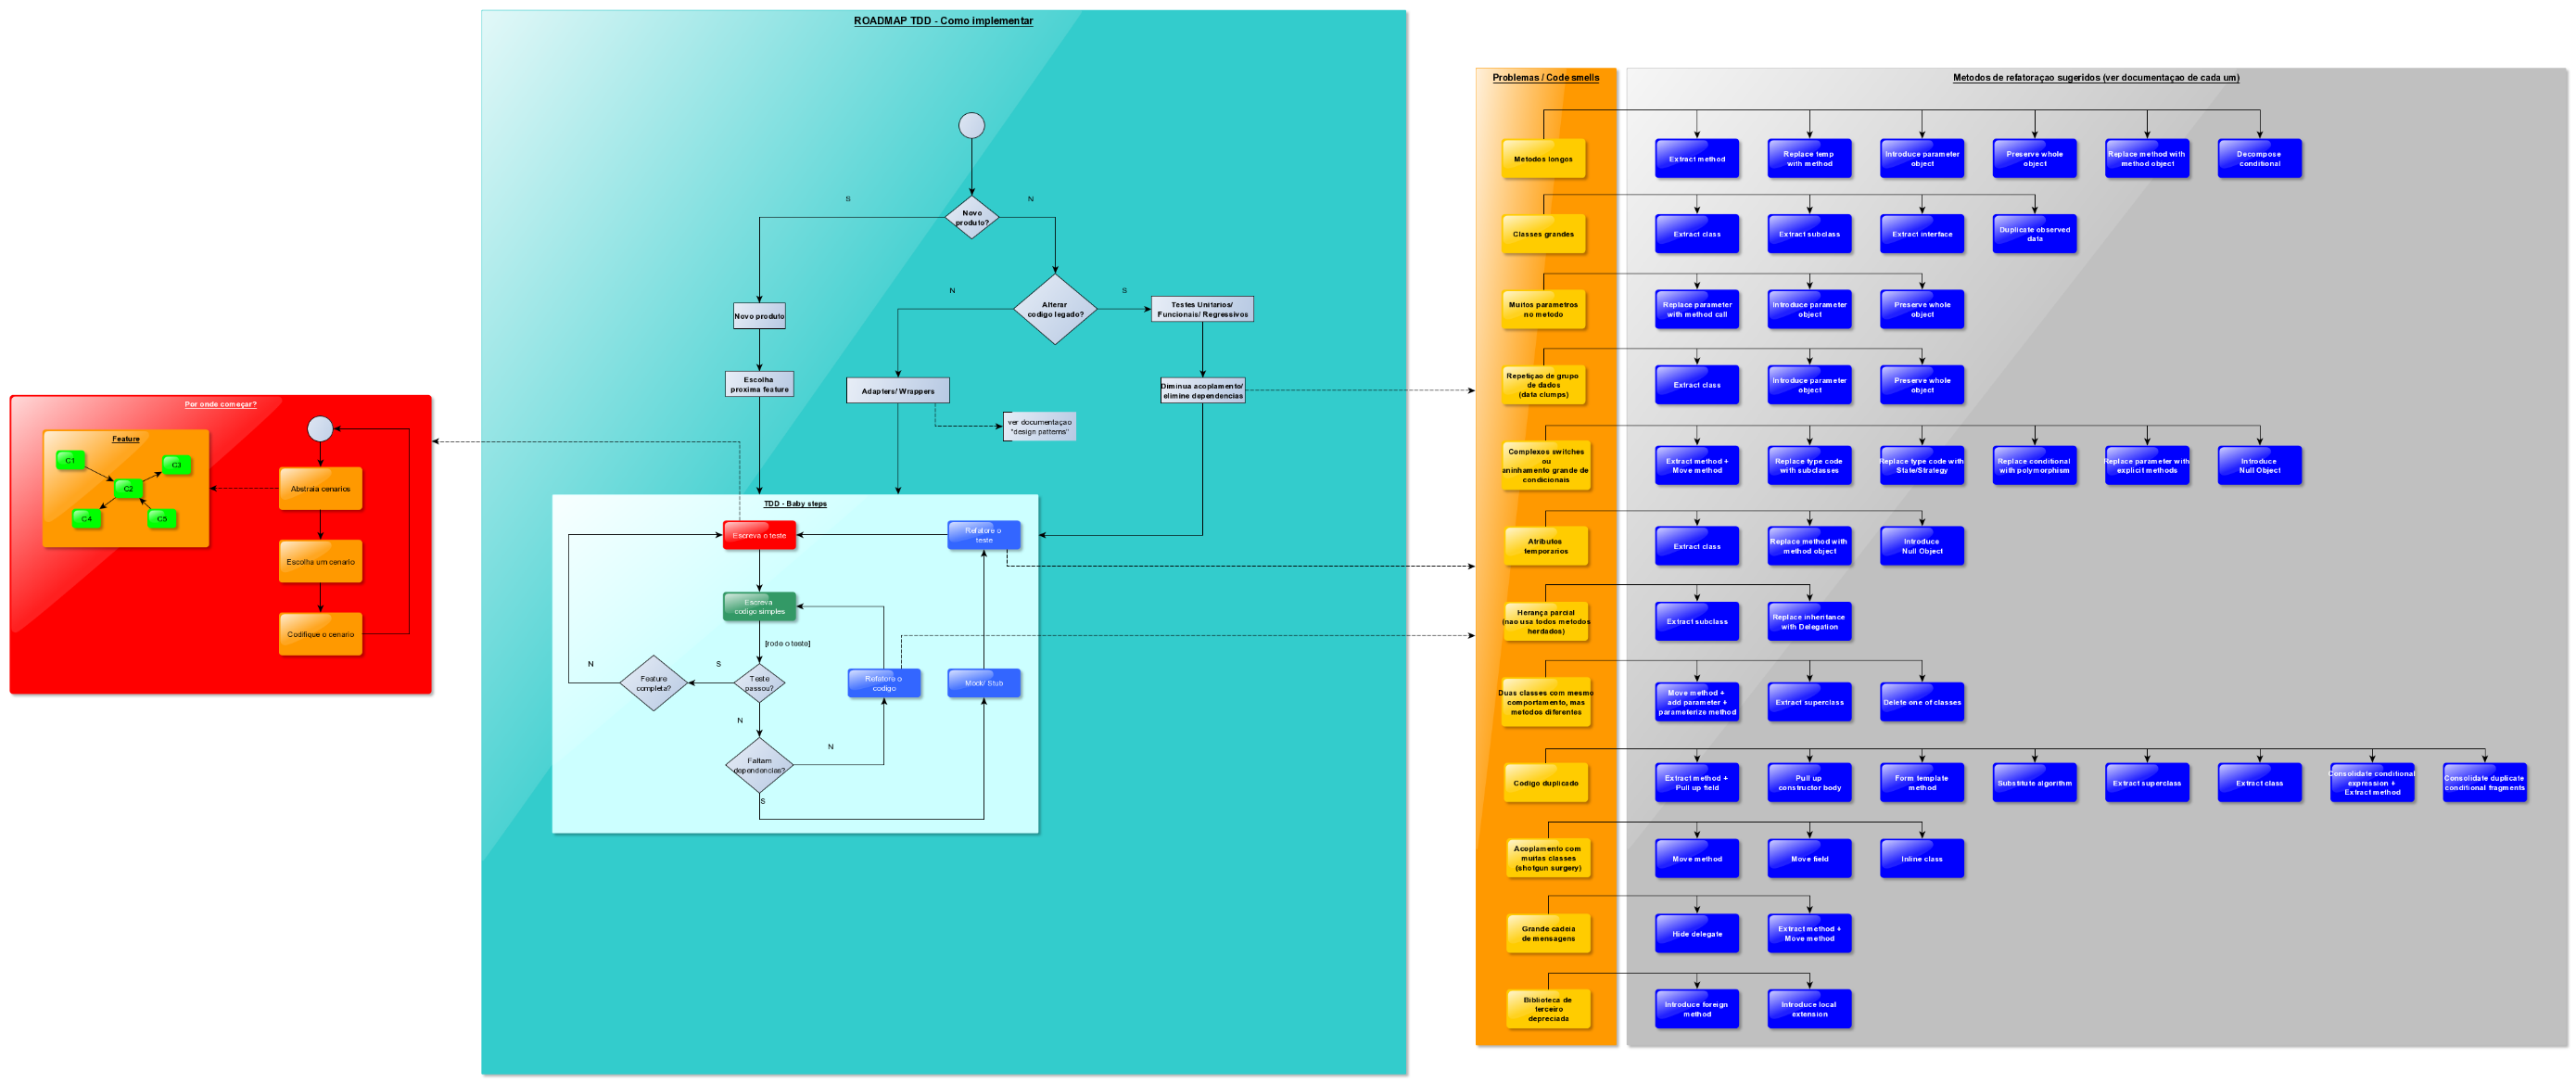 ROADMAP TDD - Como implementar
Novo
produto?
S
N
Novo produto
Escolha
proxima feature
Alterar
codigo legado?
N
S
Testes Unitarios/
Funcionais/ Regressivos
Adapters/ Wrappers
Diminua acoplamento/
elimine dependencias
ver documentaçao
"design patterns"
Por onde começar?
Feature
C1
C2
C3
C4
C5
Abstraia cenarios
Escolha um cenario
Codifique o cenario
TDD - Baby steps
Escreva o teste
Refatore o
teste
Escreva
codigo simples
[rode o teste]
N
S
Feature
completa?
Teste
passou?
Refatore o
codigo
Mock/ Stub
N
N
Faltam
dependencias?
S
Problemas / Code smells
Metodos de refatoraçao sugeridos (ver documentaçao de cada um)
Metodos longos
Extract method
Replace temp
with method
Introduce parameter
object
Preserve whole
object
Replace method with
method object
Decompose
conditional
Classes grandes
Extract class
Extract subclass
Extract interface
Duplicate observed
data
Muitos parametros
no metodo
Replace parameter
with method call
Introduce parameter
object
Preserve whole
object
Repetiçao de grupo
de dados
(data clumps)
Extract class
Introduce parameter
object
Preserve whole
object
Complexos switches
ou
aninhamento grande de
condicionais
Extract method +
Move method
Replace type code
with subclasses
Replace type code with
State/Strategy
Replace conditional
with polymorphism
Replace parameter with
explicit methods
Introduce
Null Object
Atributos
temporarios
Extract class
Replace method with
method object
Introduce
Null Object
Herança parcial
(nao usa todos metodos
herdados)
Extract subclass
Replace inheritance
with Delegation
Duas classes com mesmo
comportamento, mas
metodos diferentes
Move method +
add parameter +
parameterize method
Extract superclass
Delete one of classes
Codigo duplicado
Extract method +
Pull up field
Pull up
constructor body
Form template
method
Substitute algorithm
Extract superclass
Extract class
Consolidate conditional
expression +
Extract method
Consolidate duplicate
conditional fragments
Acoplamento com
muitas classes
(shotgun surgery)
Move method
Move field
Inline class
Grande cadeia
de mensagens
Hide delegate
Extract method +
Move method
Biblioteca de
terceiro
depreciada
Introduce foreign
method
Introduce local
extension